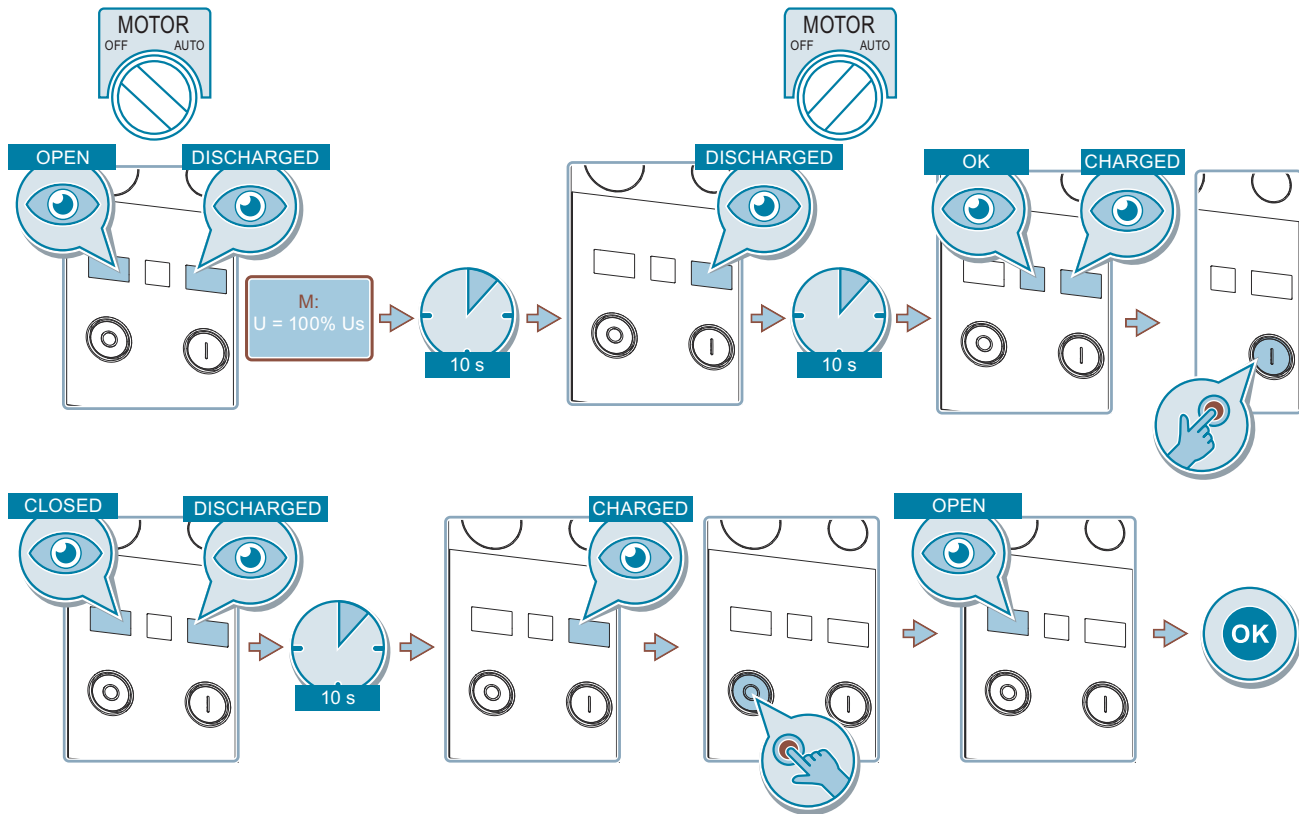 MOTOR
OFF AUTO
MOTOR
OFF AUTO
OPEN
DISCHARGED
DISCHARGED
OK
CHARGED
M:
U = 100% Us
10 s
10 s
CLOSED
DISCHARGED
CHARGED
OPEN
OK
10 s